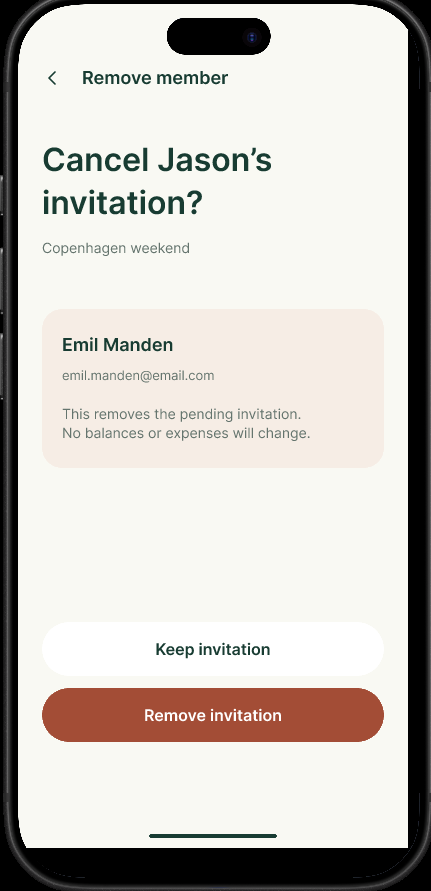 Remove member
Cancel Jason’s
invitation?
Copenhagen weekend
Emil Manden
emil.manden@email.com
This removes the pending invitation.
No balances or expenses will change.
Keep invitation
Remove invitation